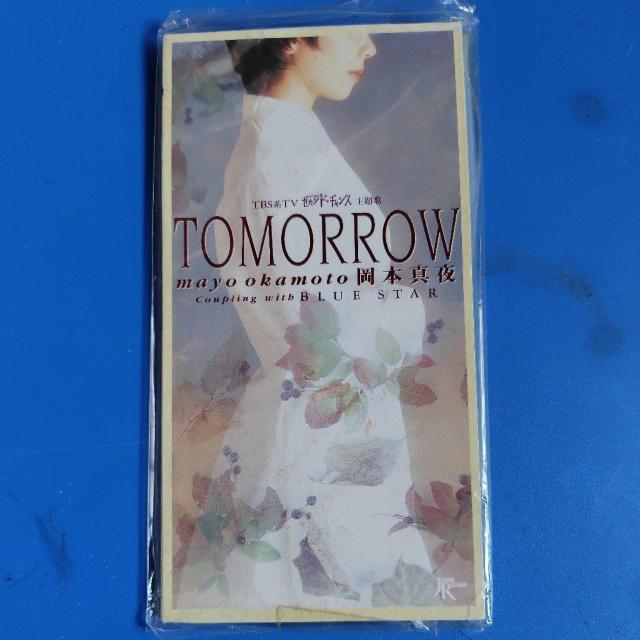 TBS系TV セカンド・チャンス 主題歌
TOMORROW
mayo okamoto 岡本真夜
Coupling with BLUE STAR